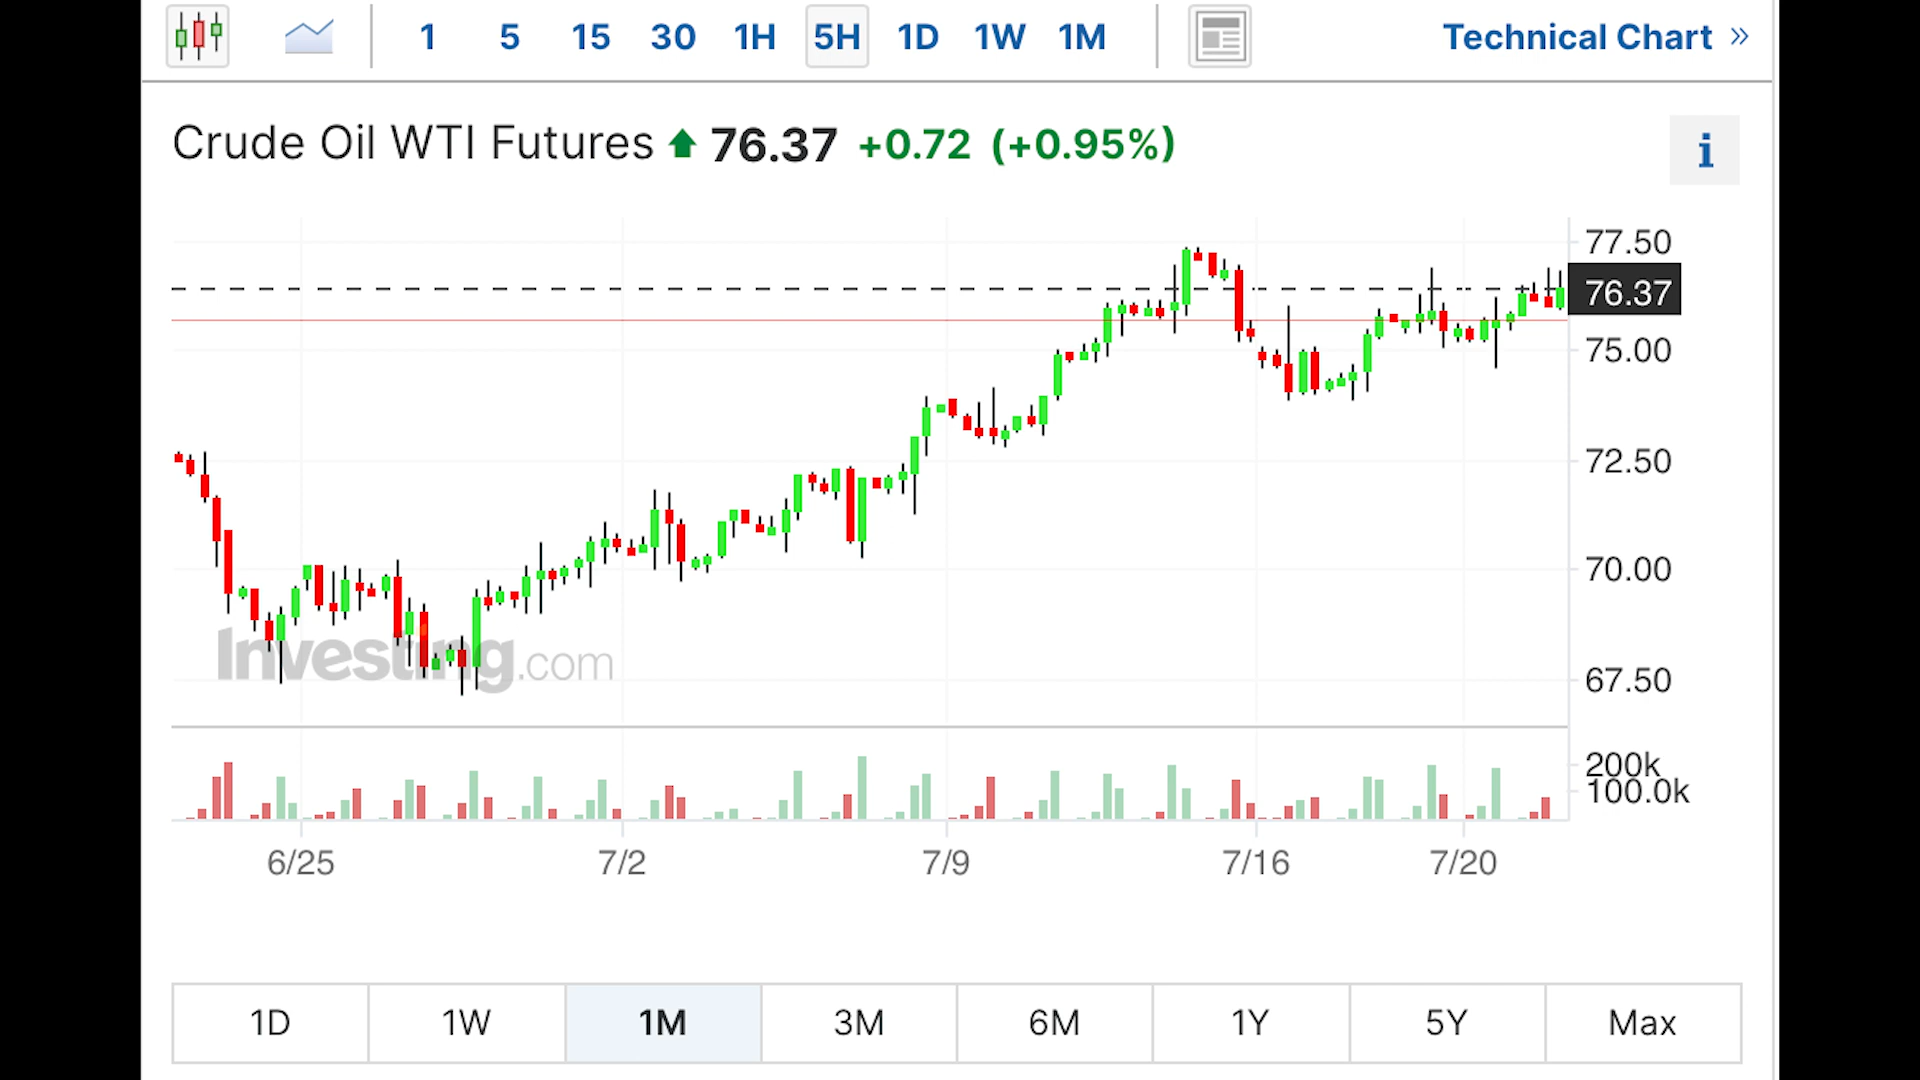 1 5 15 30 1H 5H 1D 1W 1M Technical Chart »
Crude Oil WTI Futures 76.37 +0.72 (+0.95%)
i
77.50
76.37
75.00
72.50
70.00
67.50
Investing.com
200k
100.0k
6/25 7/2 7/9 7/16 7/20
1D 1W 1M 3M 6M 1Y 5Y Max